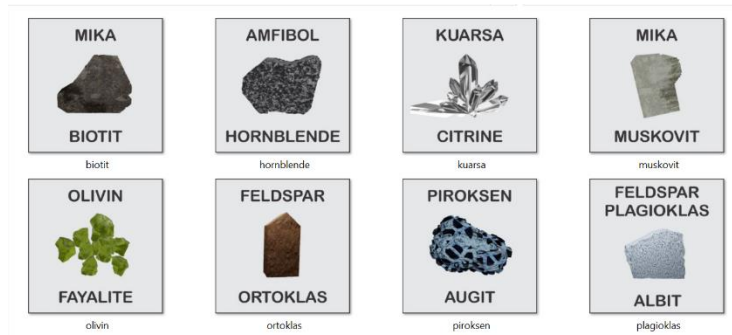 MIKA
BIOTIT
biotit
AMFIBOL
HORNBLENDE
hornblende
KUARSA
CITRINE
kuarsa
MIKA
MUSKOVIT
muskovit
OLIVIN
FAYALITE
olivin
FELDSPAR
ORTOKLAS
ortoklas
PIROKSEN
AUGIT
piroksen
FELDSPAR
PLAGIOKLAS
ALBIT
plagioklas